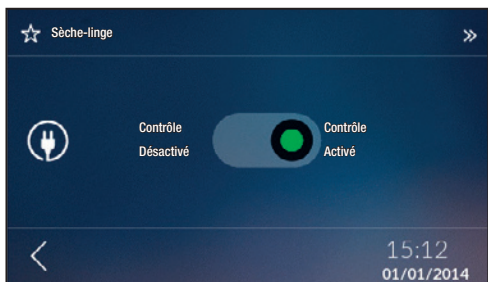 Sèche-linge
Contrôle
Désactivé
Contrôle
Activé
15:12
01/01/2014